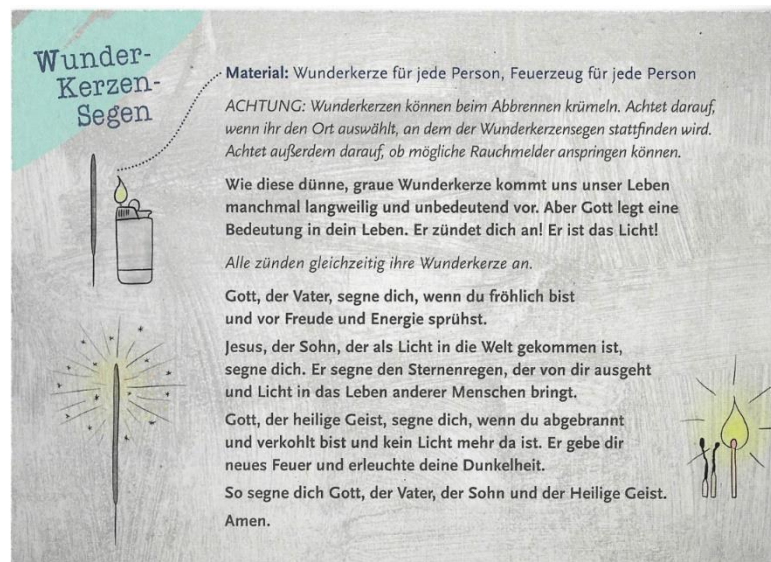 Wunder-
Kerzen-
Segen
Material: Wunderkerze für jede Person, Feuerzeug für jede Person
ACHTUNG: Wunderkerzen können beim Abbrennen krümeln. Achtet darauf,
wenn ihr den Ort auswählt, an dem der Wunderkerzensegen stattfinden wird.
Achtet außerdem darauf, ob mögliche Rauchmelder anspringen können.
Wie diese dünne, graue Wunderkerze kommt uns unser Leben
manchmal langweilig und unbedeutend vor. Aber Gott legt eine
Bedeutung in dein Leben. Er zündet dich an! Er ist das Licht!
Alle zünden gleichzeitig ihre Wunderkerze an.
Gott, der Vater, segne dich, wenn du fröhlich bist
und vor Freude und Energie sprühst.
Jesus, der Sohn, der als Licht in die Welt gekommen ist,
segne dich. Er segne den Sternenregen, der von dir ausgeht
und Licht in das Leben anderer Menschen bringt.
Gott, der heilige Geist, segne dich, wenn du abgebrannt
und verkohlt bist und kein Licht mehr da ist. Er gebe dir
neues Feuer und erleuchte deine Dunkelheit.
So segne dich Gott, der Vater, der Sohn und der Heilige Geist.
Amen.